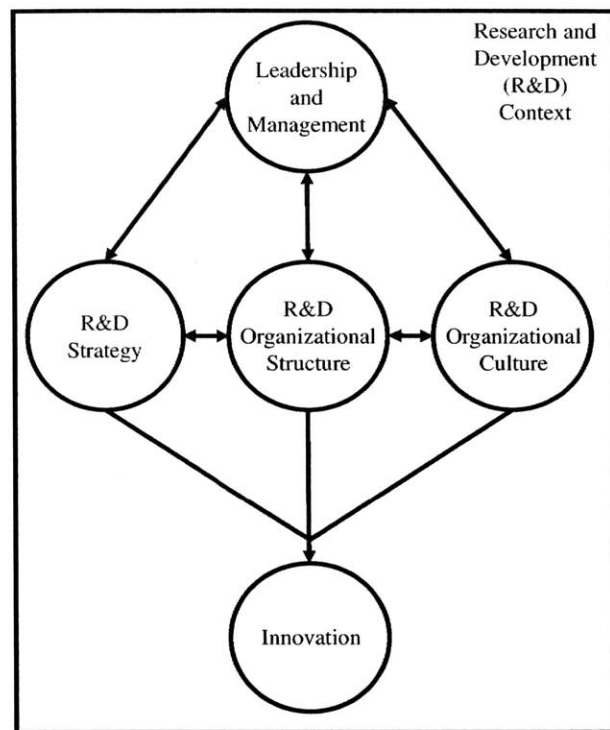 Research and
Development
(R&D)
Context
Leadership
and
Management
R&D
Strategy
R&D
Organizational
Structure
R&D
Organizational
Culture
Innovation